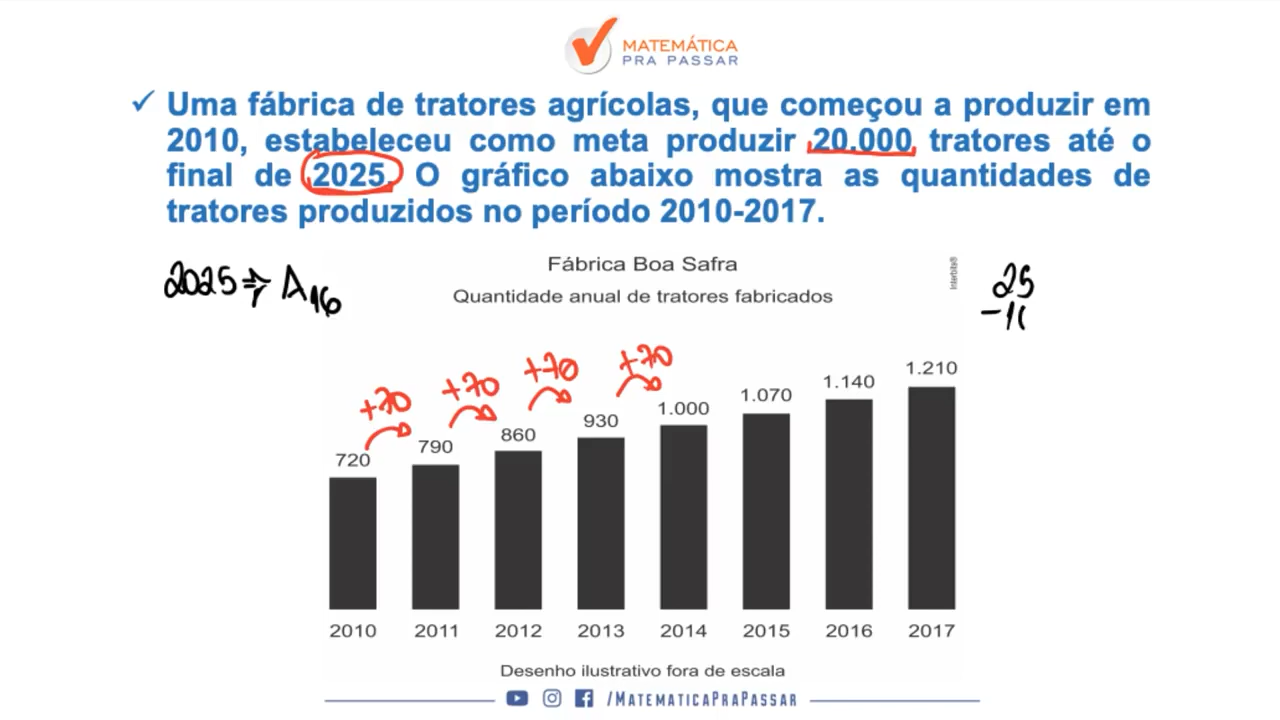 MATEMÁTICA
PRA PASSAR
✓ Uma fábrica de tratores agrícolas, que começou a produzir em
2010, estabeleceu como meta produzir 20.000 tratores até o
final de 2025. O gráfico abaixo mostra as quantidades de
tratores produzidos no período 2010-2017.
Fábrica Boa Safra
Interbits®
2025 ⇒ A16
Quantidade anual de tratores fabricados
25
-1
+70 +70 +70 +70
720 790 860 930 1.000 1.070 1.140 1.210
2010 2011 2012 2013 2014 2015 2016 2017
Desenho ilustrativo fora de escala
/MATEMATICAPRAPASSAR